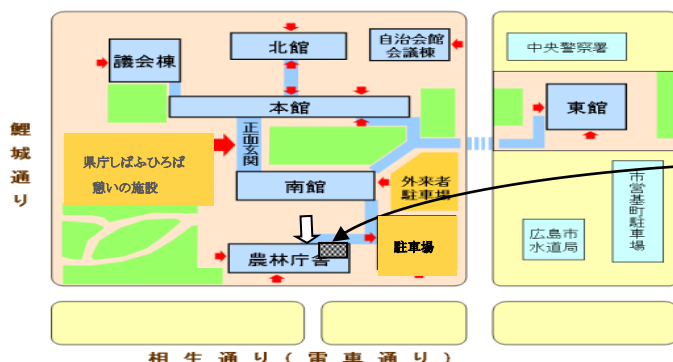 議会棟
北館
自治会館
会議棟
本館
正面玄関
県庁しばふひろば
憩いの施設
南館
外来者
駐車場
駐車場
農林庁舎
中央警察署
東館
広島市
水道局
市営基町駐車場
鯉城通り
相生通り(電車通り)